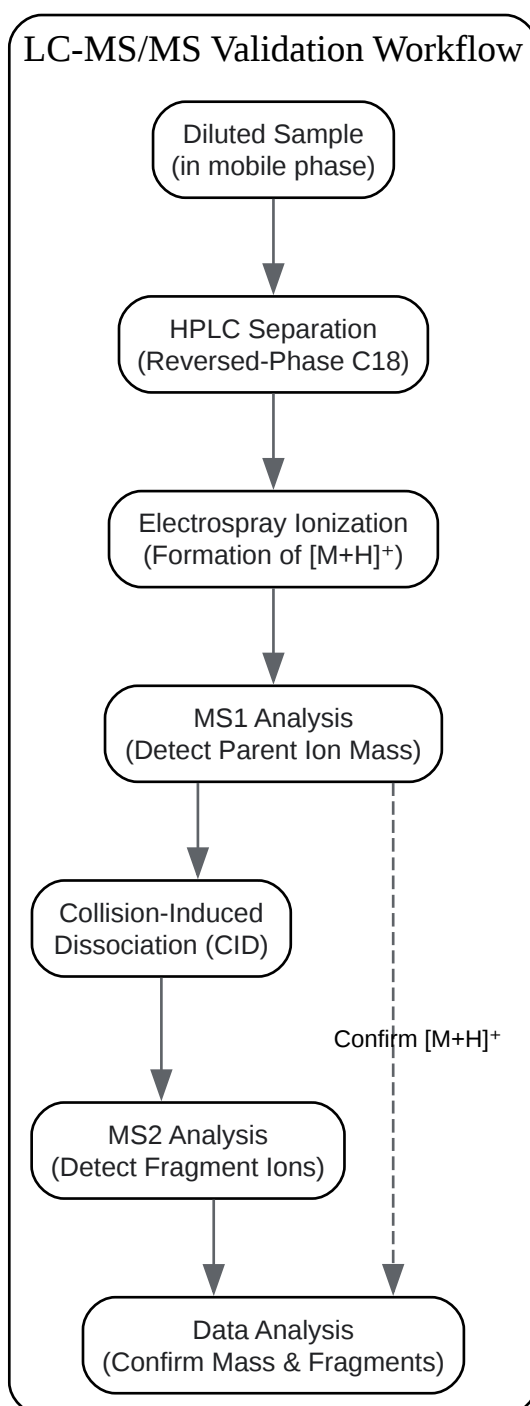 LC-MS/MS Validation Workflow
Diluted Sample
(in mobile phase)
HPLC Separation
(Reversed-Phase C18)
Electrospray Ionization
(Formation of [M+H]⁺)
MS1 Analysis
(Detect Parent Ion Mass)
Collision-Induced
Dissociation (CID)
Confirm [M+H]⁺
MS2 Analysis
(Detect Fragment Ions)
Data Analysis
(Confirm Mass & Fragments)